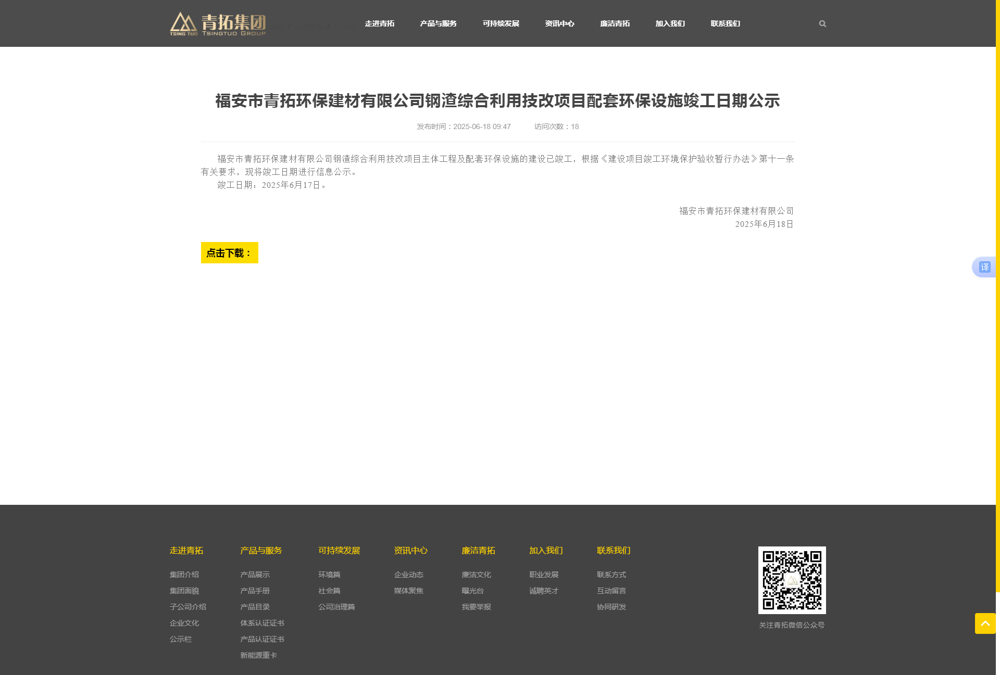 青拓集团
TSING TUO TSINGTUO GROUP
/ /
走进青拓 产品与服务 可持续发展 资讯中心 廉洁青拓 加入我们 联系我们
福安市青拓环保建材有限公司钢渣综合利用技改项目配套环保设施竣工日期公示
发布时间：2025-06-18 09:47 访问次数：18
福安市青拓环保建材有限公司钢渣综合利用技改项目主体工程及配套环保设施的建设已竣工，根据《建设项目竣工环境保护验收暂行办法》第十一条
有关要求，现将竣工日期进行信息公示。
竣工日期：2025年6月17日。
福安市青拓环保建材有限公司
2025年6月18日
点击下载：
译
走进青拓 产品与服务 可持续发展 资讯中心 廉洁青拓 加入我们 联系我们
集团介绍 产品展示 环境篇 企业动态 廉洁文化 职业发展 联系方式
集团面貌 产品手册 社会篇 媒体聚焦 曝光台 诚聘英才 互动留言
子公司介绍 产品目录 公司治理篇 我要举报 协同研发
企业文化 体系认证证书
公示栏 产品认证证书
新能源重卡
关注青拓微信公众号